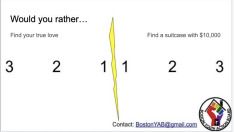 Would you rather…
Find your true love Find a suitcase with $10,000
3 2 1 1 2 3
Contact: BostonYAB@gmail.com